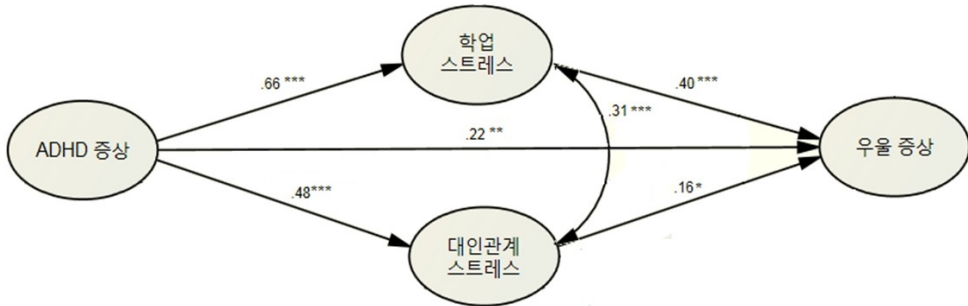 학업
스트레스
.66 ***
.40 ***
.31 ***
.22 **
ADHD 증상
우울 증상
.48***
.16 *
대인관계
스트레스